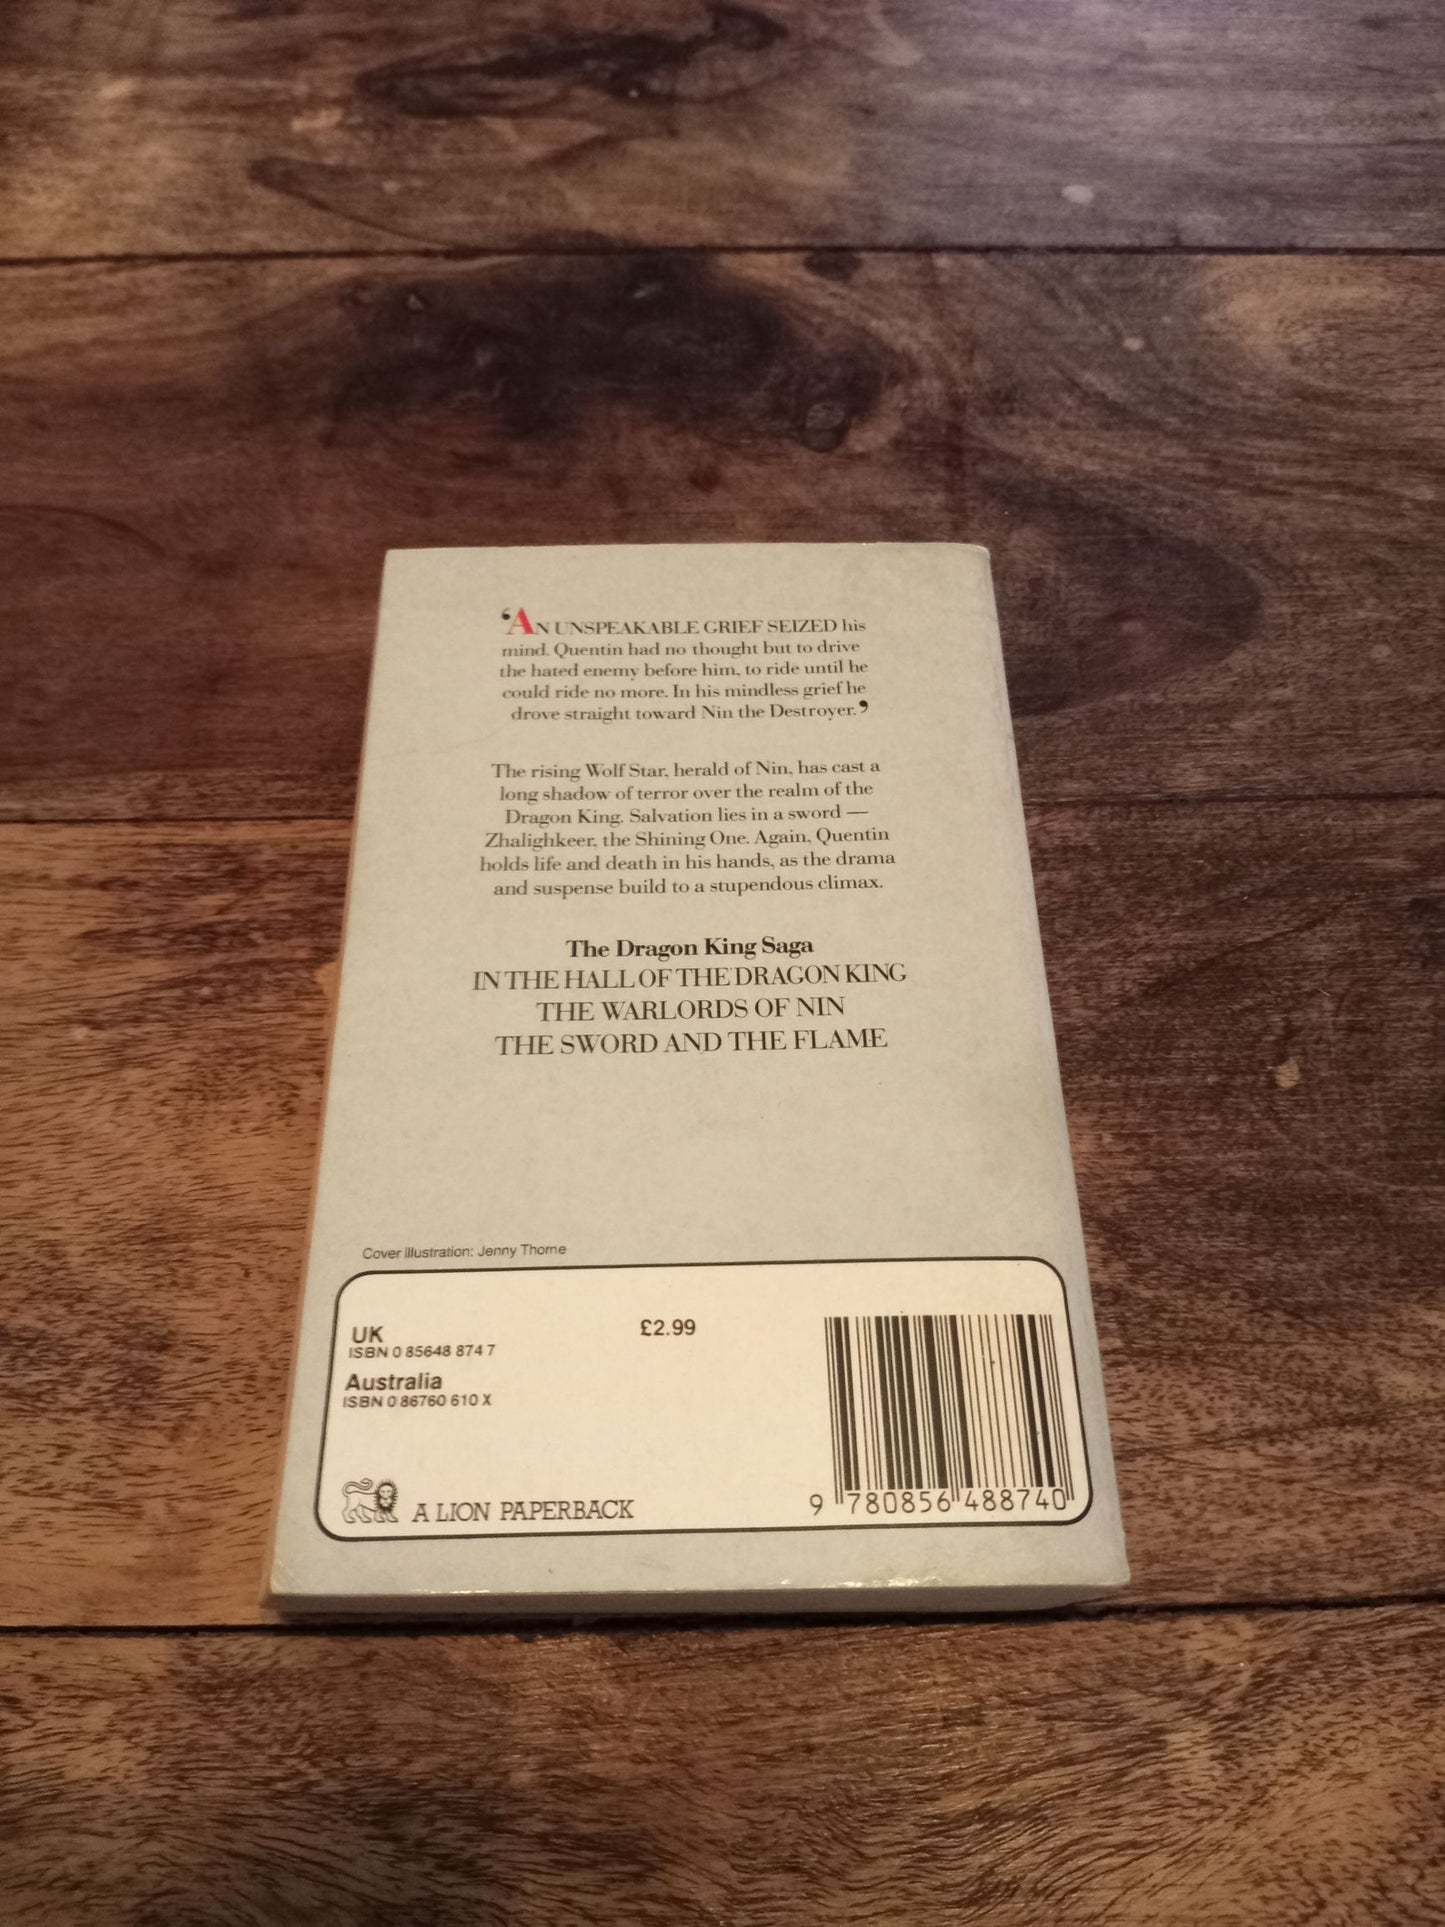 ‘AN UNSPEAKABLE GRIEF SEIZED his
mind. Quentin had no thought but to drive
the hated enemy before him, to ride until he
could ride no more. In his mindless grief he
drove straight toward Nin the Destroyer.’
The rising Wolf Star, herald of Nin, has cast a
long shadow of terror over the realm of the
Dragon King. Salvation lies in a sword —
Zhalighkeer, the Shining One. Again, Quentin
holds life and death in his hands, as the drama
and suspense build to a stupendous climax.
The Dragon King Saga
IN THE HALL OF THE DRAGON KING
THE WARLORDS OF NIN
THE SWORD AND THE FLAME
Cover Illustration: Jenny Thorne
UK
ISBN 0 85648 874 7
£2.99
Australia
ISBN 0 86760 610 X
A LION PAPERBACK
9 780856 488740